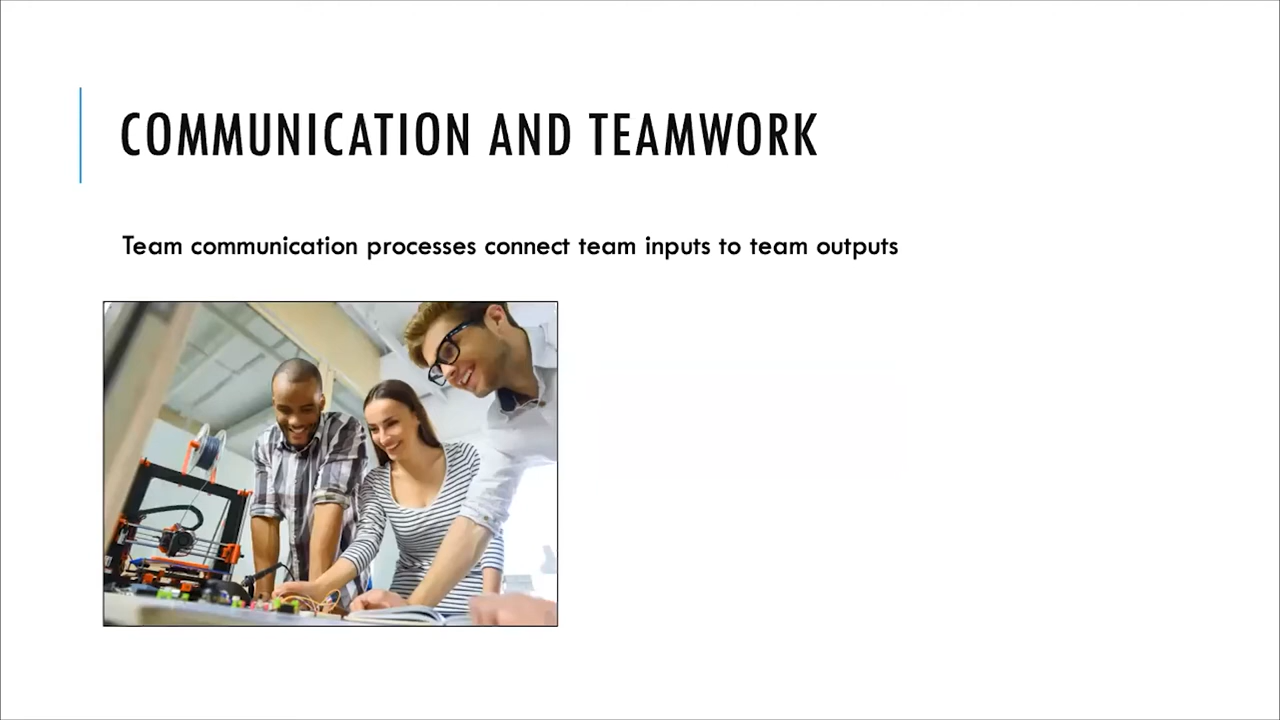 COMMUNICATION AND TEAMWORK
Team communication processes connect team inputs to team outputs